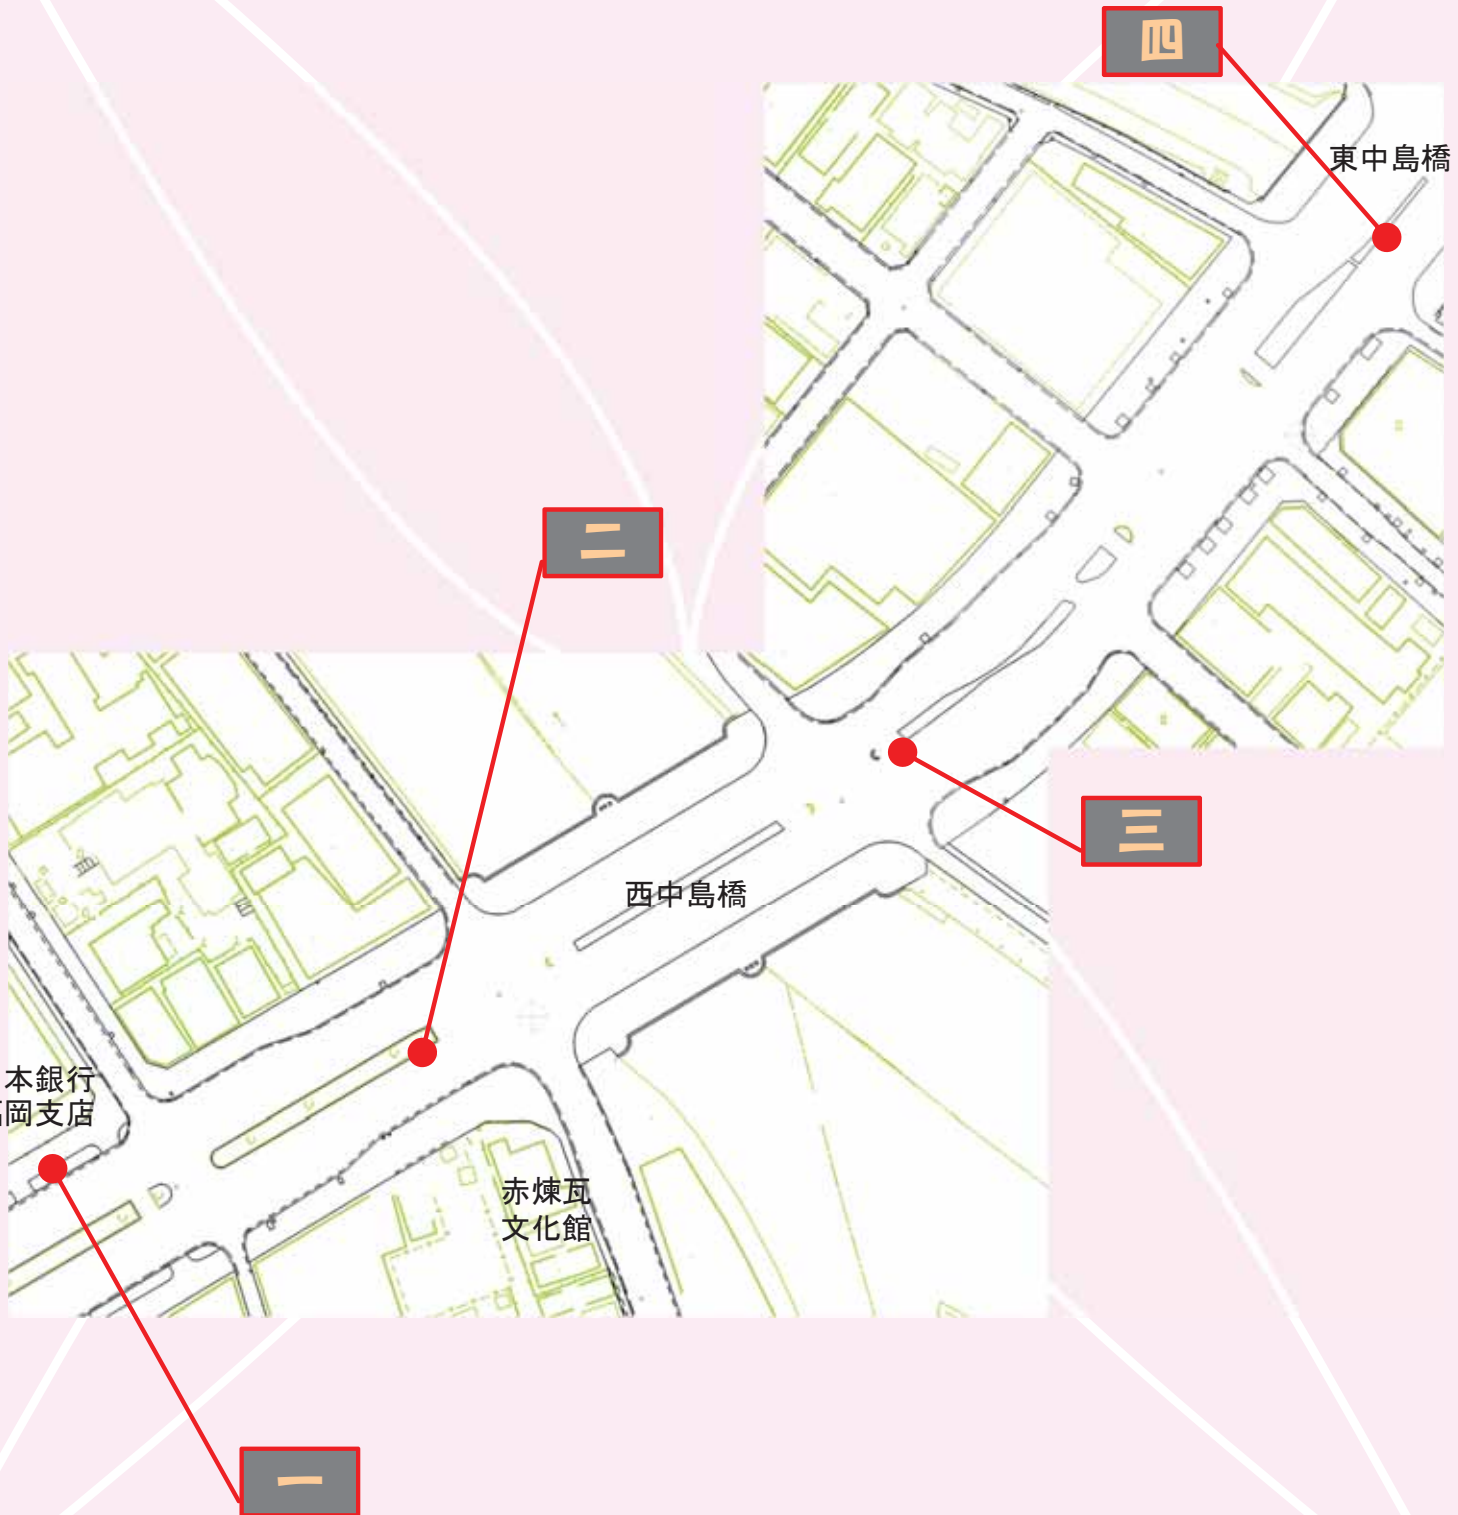 四
東中島橋
二
三
西中島橋
本銀行
岡支店
赤煉瓦
文化館
一